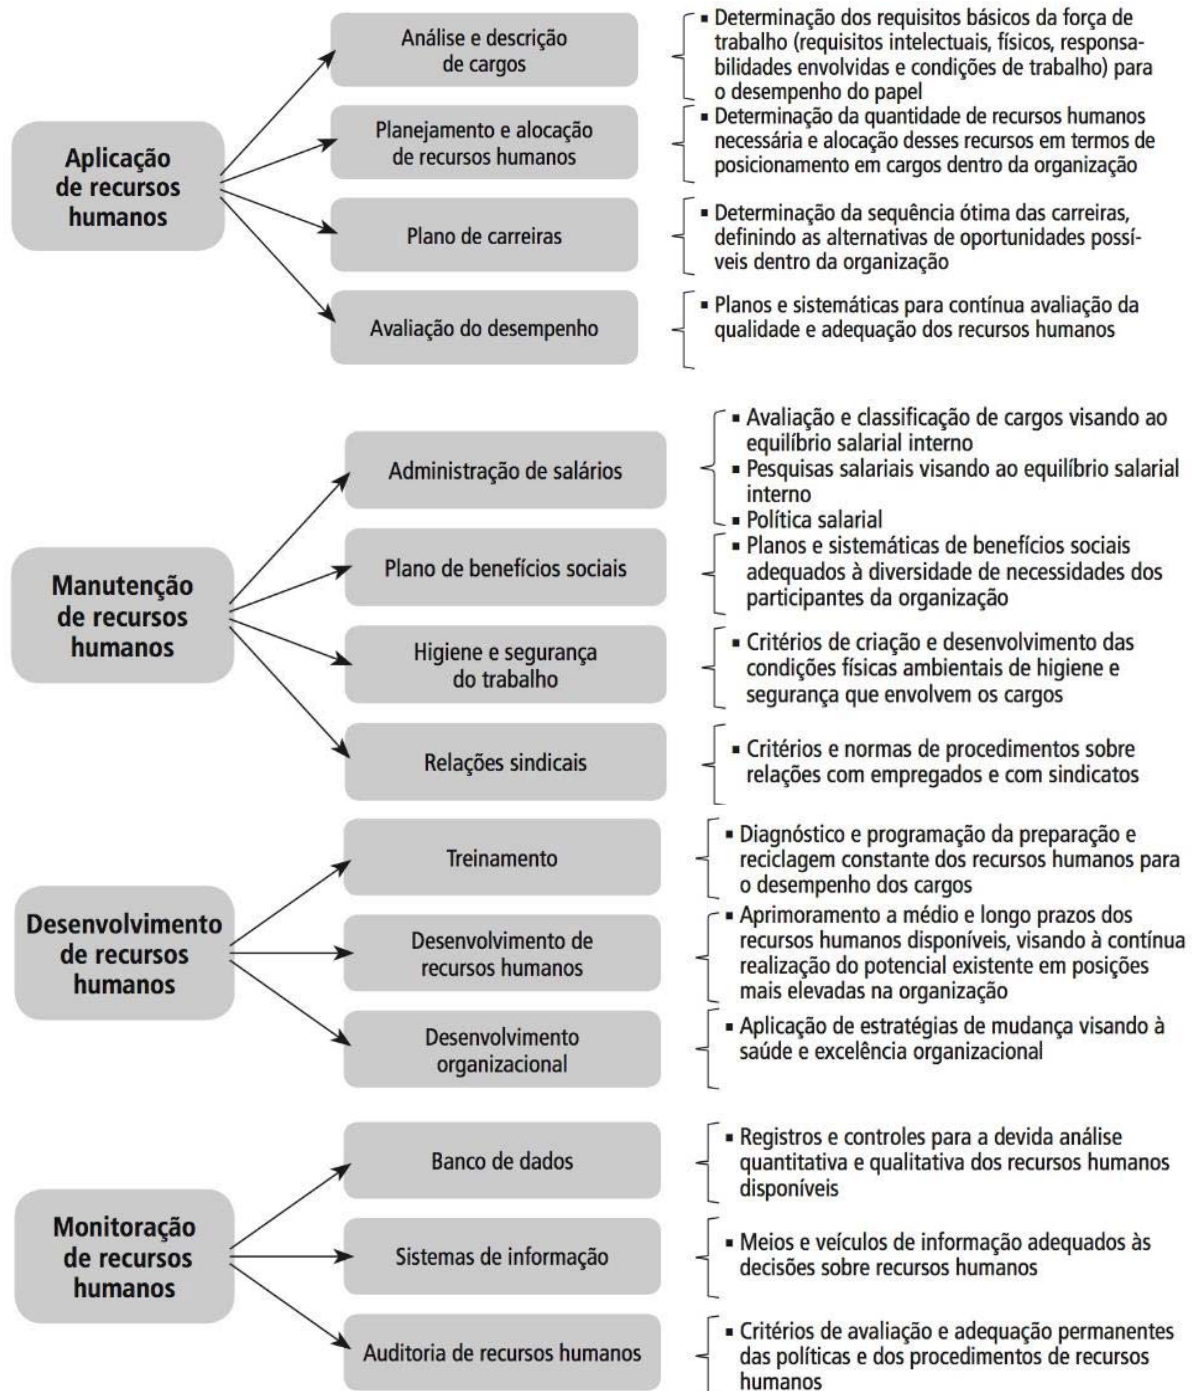 Aplicação
de recursos
humanos
Análise e descrição
de cargos
▪ Determinação dos requisitos básicos da força de
trabalho (requisitos intelectuais, físicos, responsa-
bilidades envolvidas e condições de trabalho) para
o desempenho do papel
Planejamento e alocação
de recursos humanos
▪ Determinação da quantidade de recursos humanos
necessária e alocação desses recursos em termos de
posicionamento em cargos dentro da organização
Plano de carreiras
▪ Determinação da sequência ótima das carreiras,
definindo as alternativas de oportunidades possí-
veis dentro da organização
Avaliação do desempenho
▪ Planos e sistemáticas para contínua avaliação da
qualidade e adequação dos recursos humanos
Manutenção
de recursos
humanos
Administração de salários
▪ Avaliação e classificação de cargos visando ao
equilíbrio salarial interno
▪ Pesquisas salariais visando ao equilíbrio salarial
interno
▪ Política salarial
Plano de benefícios sociais
▪ Planos e sistemáticas de benefícios sociais
adequados à diversidade de necessidades dos
participantes da organização
Higiene e segurança
do trabalho
▪ Critérios de criação e desenvolvimento das
condições físicas ambientais de higiene e
segurança que envolvem os cargos
Relações sindicais
▪ Critérios e normas de procedimentos sobre
relações com empregados e com sindicatos
Desenvolvimento
de recursos
humanos
Treinamento
▪ Diagnóstico e programação da preparação e
reciclagem constante dos recursos humanos para
o desempenho dos cargos
Desenvolvimento de
recursos humanos
▪ Aprimoramento a médio e longo prazos dos
recursos humanos disponíveis, visando à contínua
realização do potencial existente em posições
mais elevadas na organização
Desenvolvimento
organizacional
▪ Aplicação de estratégias de mudança visando à
saúde e excelência organizacional
Monitoração
de recursos
humanos
Banco de dados
▪ Registros e controles para a devida análise
quantitativa e qualitativa dos recursos humanos
disponíveis
Sistemas de informação
▪ Meios e veículos de informação adequados às
decisões sobre recursos humanos
Auditoria de recursos humanos
▪ Critérios de avaliação e adequação permanentes
das políticas e dos procedimentos de recursos
humanos